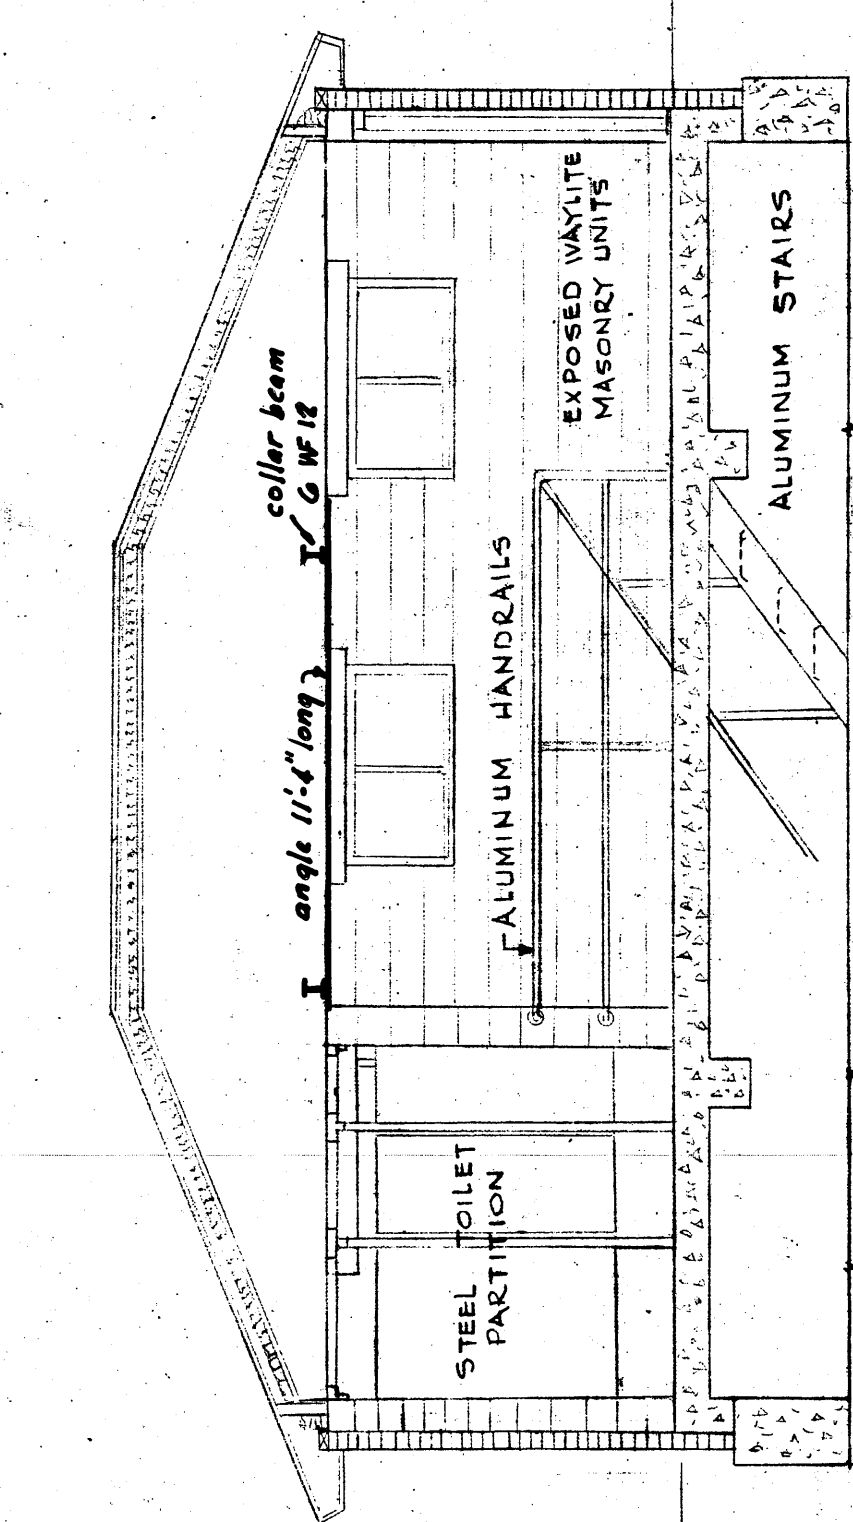 collar beam
6 WF 12
angle 11'-6" long
EXPOSED WAYLITE
MASONRY UNITS
ALUMINUM HANDRAILS
ALUMINUM STAIRS
STEEL TOILET
PARTITION